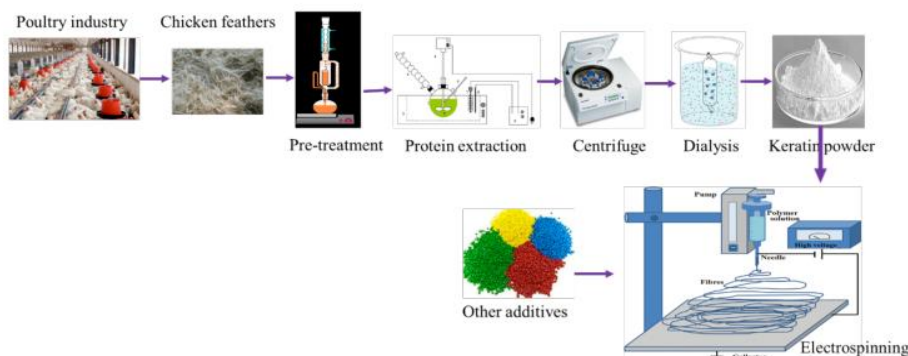 Poultry industry
Chicken feathers
Pre-treatment
Protein extraction
Centrifuge
Dialysis
Keratin powder
Pump
Polymer
solution
High voltage
Needle
Fibres
Other additives
Electrospinning